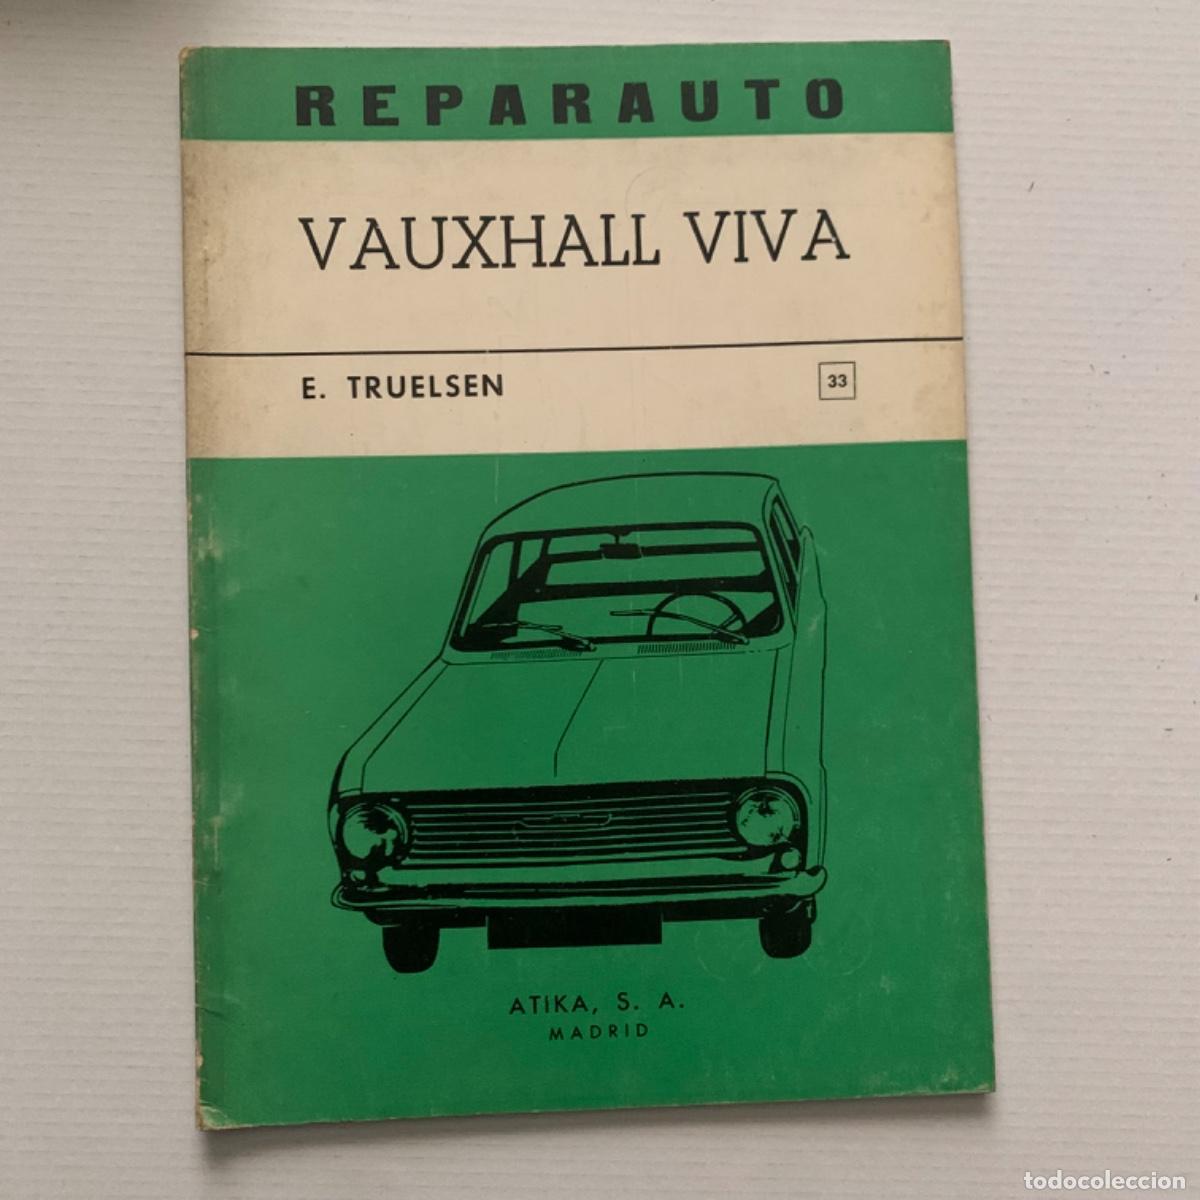 REPARAUTO
VAUXHALL VIVA
E. TRUELSEN
33
ATIKA, S. A.
MADRID
todocoleccion